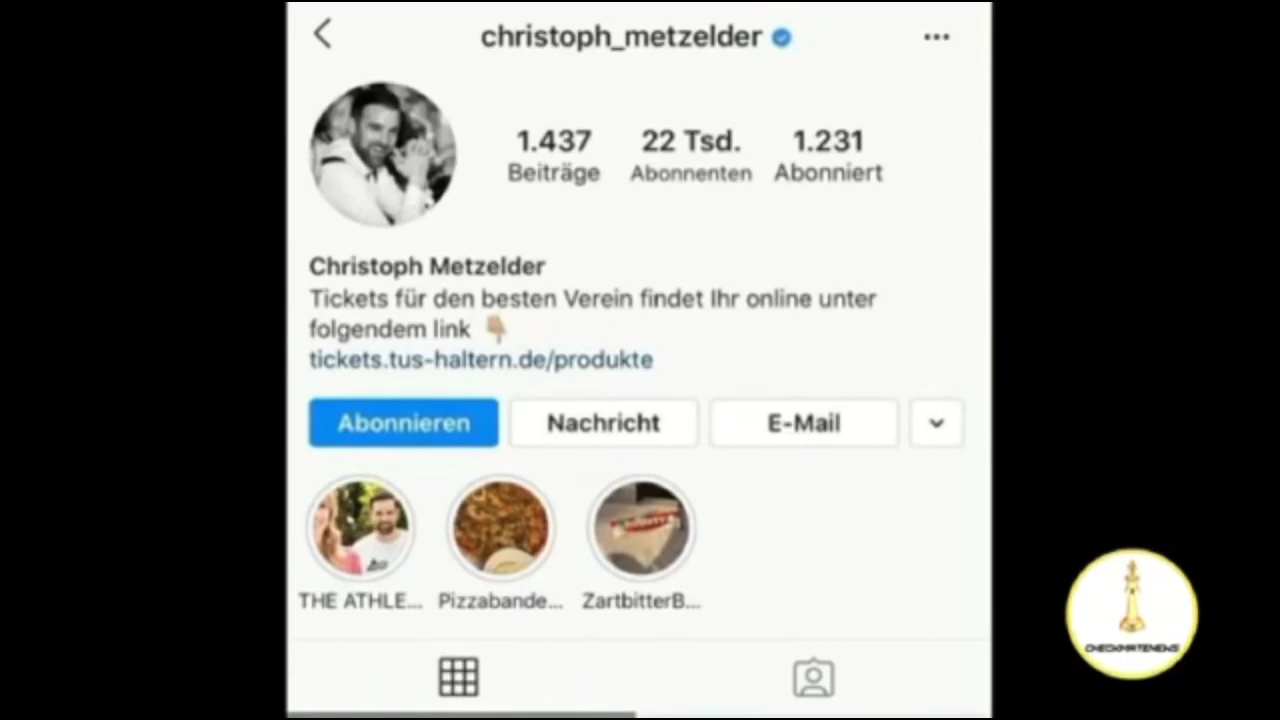 christoph_metzelder
1.437 22 Tsd. 1.231
Beiträge Abonnenten Abonniert
Christoph Metzelder
Tickets für den besten Verein findet Ihr online unter
folgendem link
tickets.tus-haltern.de/produkte
Abonnieren Nachricht E-Mail
THE ATHLE... Pizzabande... ZartbitterB...
CHECKMATENEWS